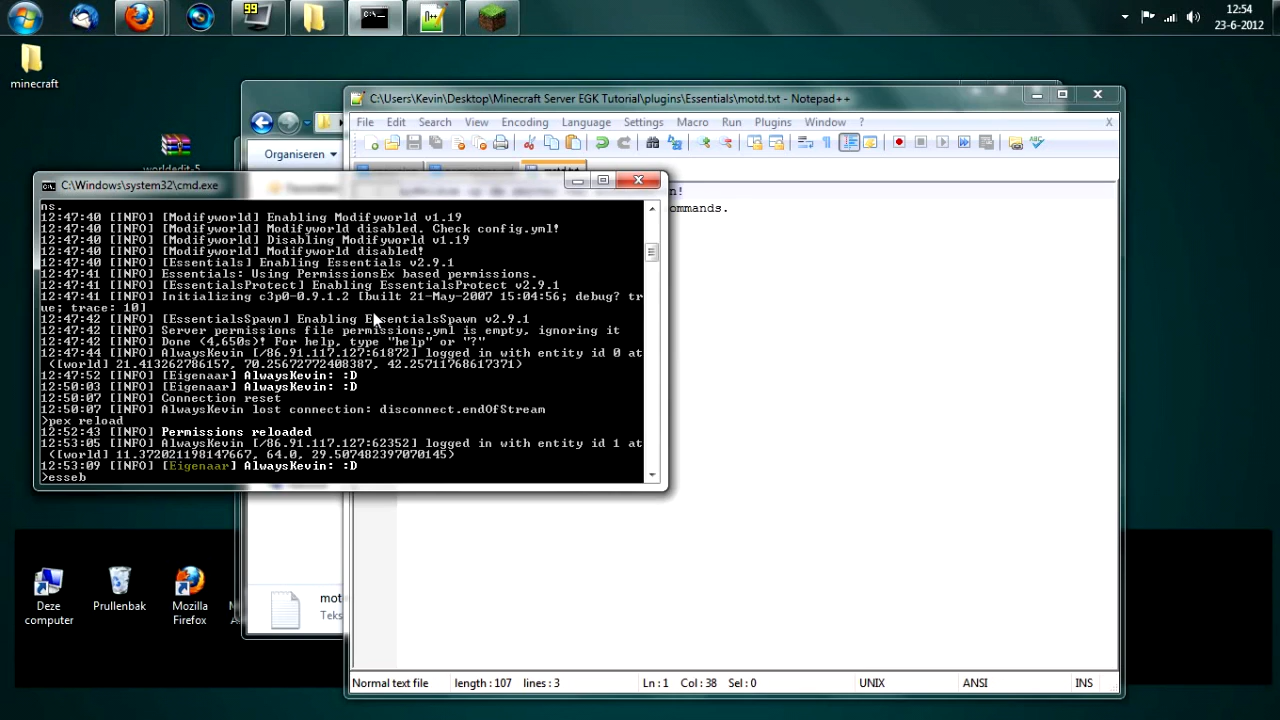 99
12:54
23-6-2012
minecraft
C:\Users\Kevin\Desktop\Minecraft Server EGK Tutorial\plugins\Essentials\motd.txt - Notepad++
File Edit Search View Encoding Language Settings Macro Run Plugins Window ? X
Organiseren
worldedit-5
n!
ommands.
C:\Windows\system32\cmd.exe
ns.
12:47:40 [INFO] [Modifyworld] Enabling Modifyworld v1.19
12:47:40 [INFO] [Modifyworld] Modifyworld disabled. Check config.yml!
12:47:40 [INFO] [Modifyworld] Disabling Modifyworld v1.19
12:47:40 [INFO] [Modifyworld] Modifyworld disabled!
12:47:40 [INFO] [Essentials] Enabling Essentials v2.9.1
12:47:41 [INFO] Essentials: Using PermissionsEx based permissions.
12:47:41 [INFO] [EssentialsProtect] Enabling EssentialsProtect v2.9.1
12:47:41 [INFO] Initializing c3p0-0.9.1.2 [built 21-May-2007 15:04:56; debug? tr
ue; trace: 10]
12:47:42 [INFO] [EssentialsSpawn] Enabling EssentialsSpawn v2.9.1
12:47:42 [INFO] Server permissions file permissions.yml is empty, ignoring it
12:47:42 [INFO] Done (4,650s)! For help, type "help" or "?"
12:47:44 [INFO] AlwaysKevin [/86.91.117.127:61872] logged in with entity id 0 at
([world] 21.413262786157, 70.25672772408387, 42.25711768617371)
12:47:52 [INFO] [Eigenaar] AlwaysKevin: :D
12:50:03 [INFO] [Eigenaar] AlwaysKevin: :D
12:50:07 [INFO] Connection reset
12:50:07 [INFO] AlwaysKevin lost connection: disconnect.endOfStream
>pex reload
12:52:43 [INFO] Permissions reloaded
12:53:05 [INFO] AlwaysKevin [/86.91.117.127:62352] logged in with entity id 1 at
([world] 11.372021198147667, 64.0, 29.507482397070145)
12:53:09 [INFO] [Eigenaar] AlwaysKevin: :D
>esseb
Deze computer
Prullenbak
Mozilla Firefox
mot
Teks
Normal text file length : 107 lines : 3 Ln : 1 Col : 38 Sel : 0 UNIX ANSI INS